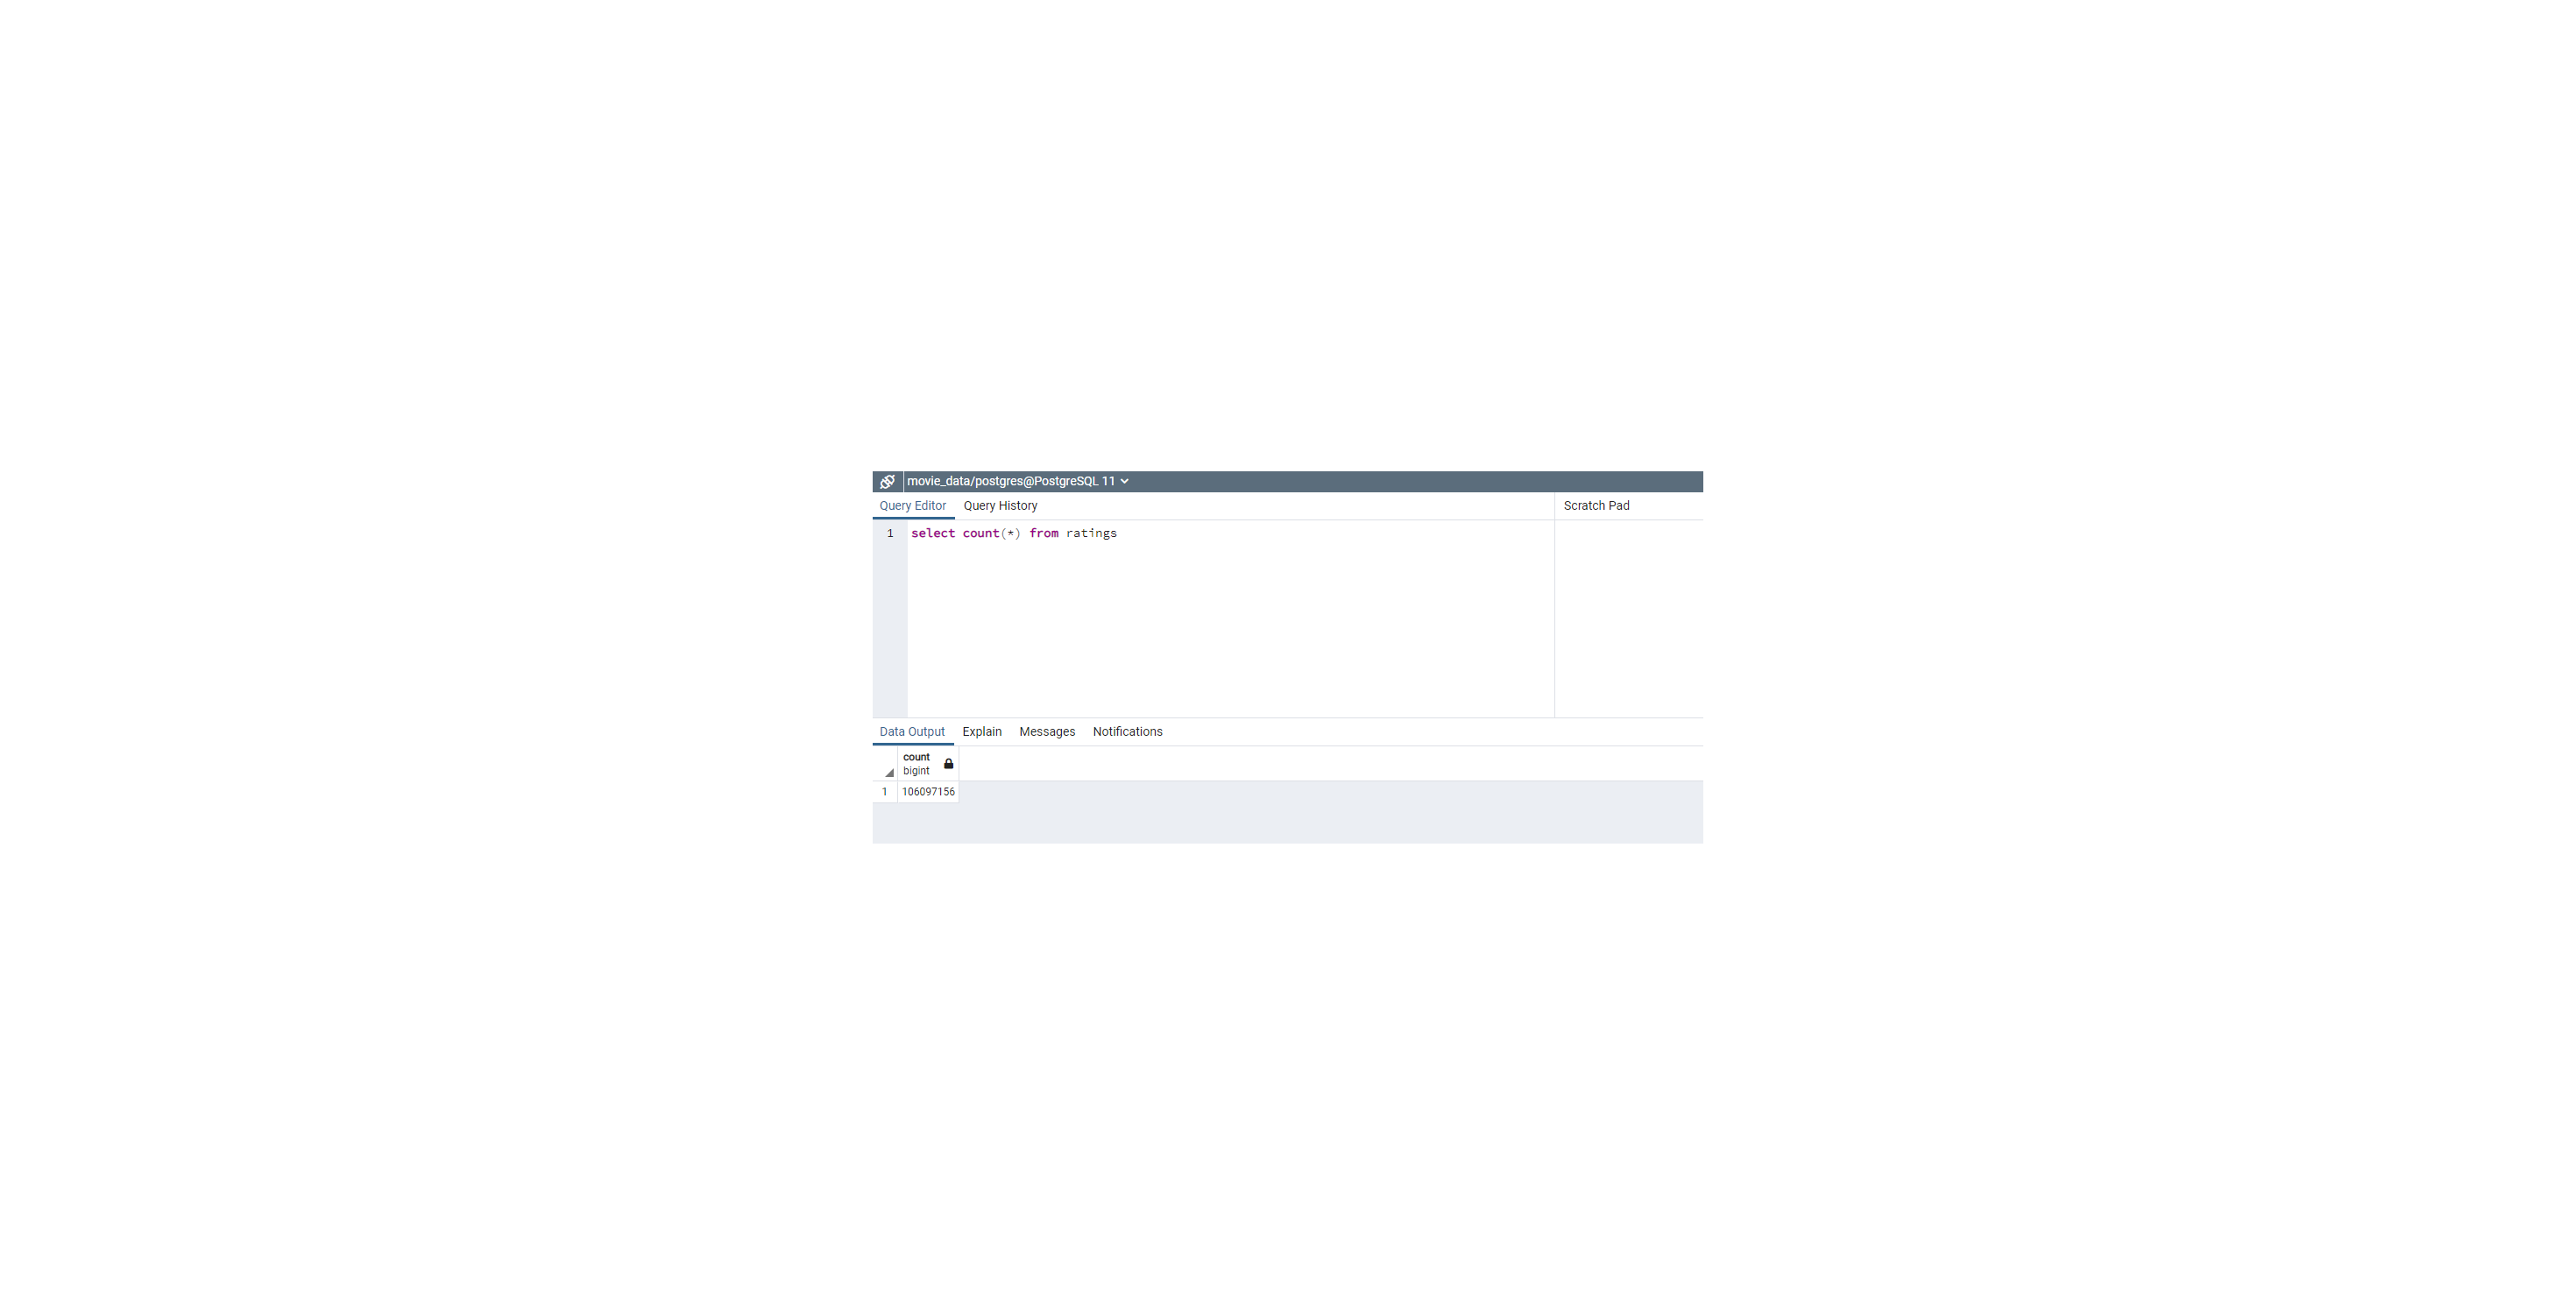 movie_data/postgres@PostgreSQL 11
Query Editor Query History Scratch Pad
1 select count(*) from ratings
Data Output Explain Messages Notifications
count
bigint
1 106097156